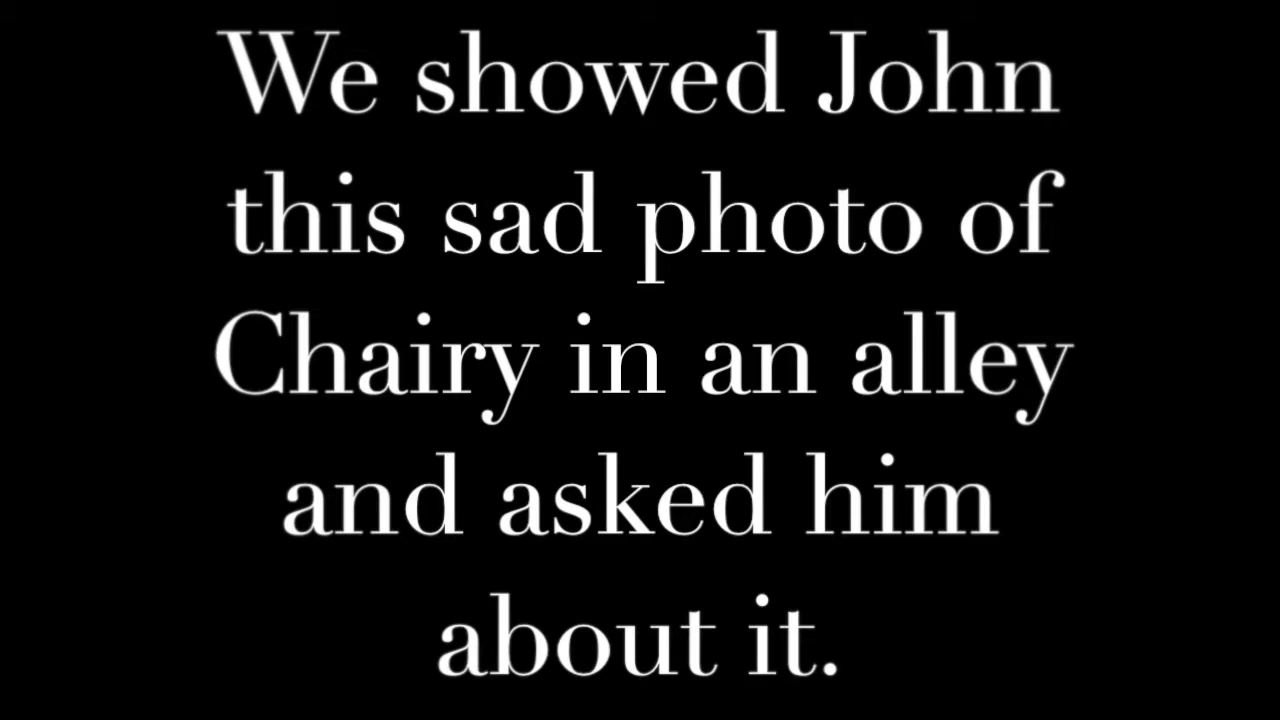 We showed John
this sad photo of
Chairy in an alley
and asked him
about it.